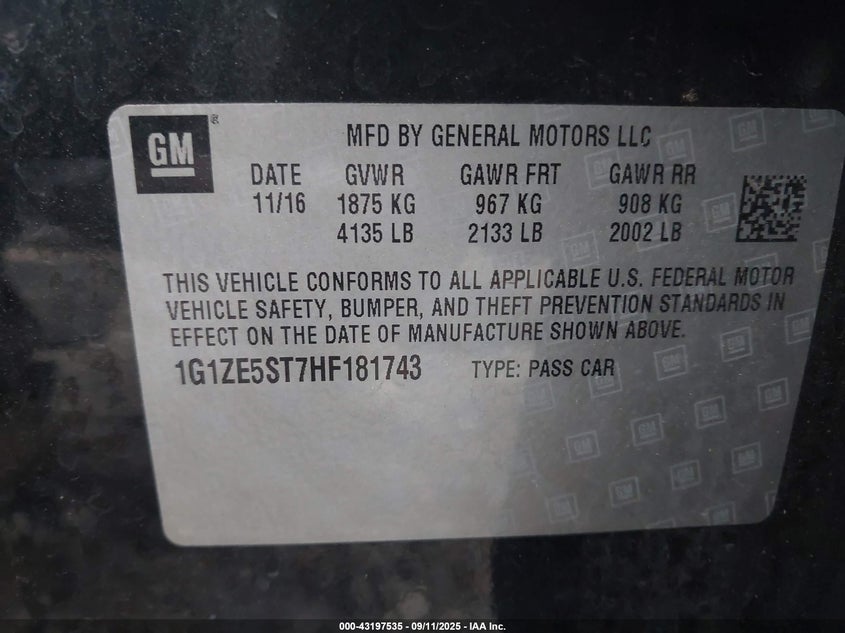 GM ®
MFD BY GENERAL MOTORS LLC
DATE GVWR GAWR FRT GAWR RR
11/16 1875 KG 967 KG 908 KG
4135 LB 2133 LB 2002 LB
THIS VEHICLE CONFORMS TO ALL APPLICABLE U.S. FEDERAL MOTOR
VEHICLE SAFETY, BUMPER, AND THEFT PREVENTION STANDARDS IN
EFFECT ON THE DATE OF MANUFACTURE SHOWN ABOVE.
1G1ZE5ST7HF181743 TYPE: PASS CAR
000-43197535 - 09/11/2025 - IAA Inc.